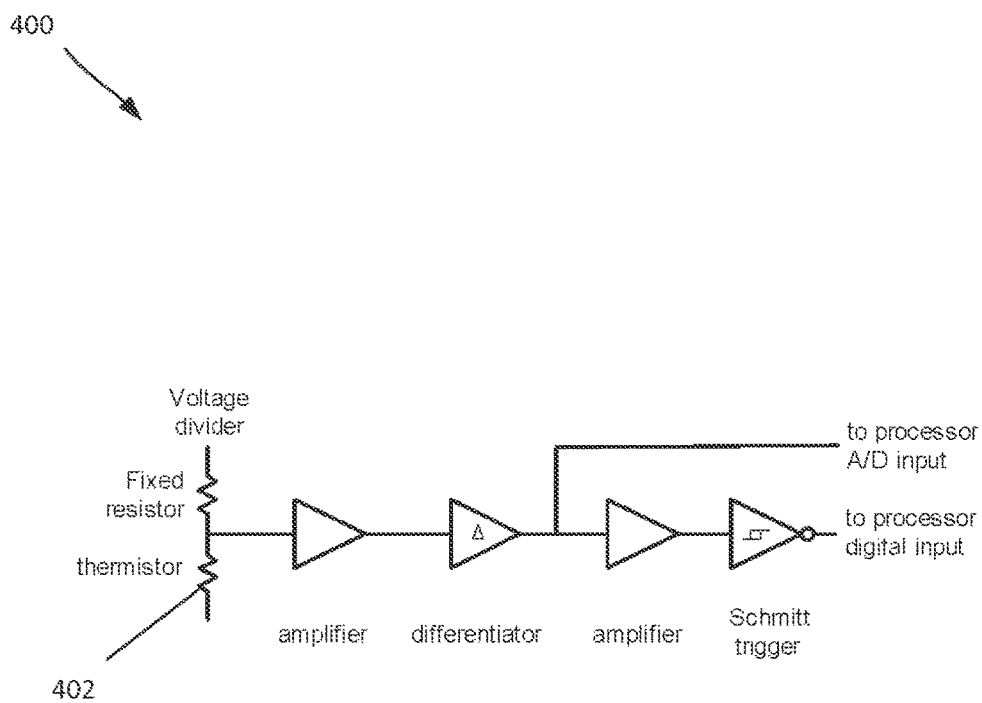 400
Voltage
divider
Fixed
resistor
thermistor
402
amplifier
Δ
differentiator
amplifier
Schmitt
trigger
to processor
A/D input
to processor
digital input